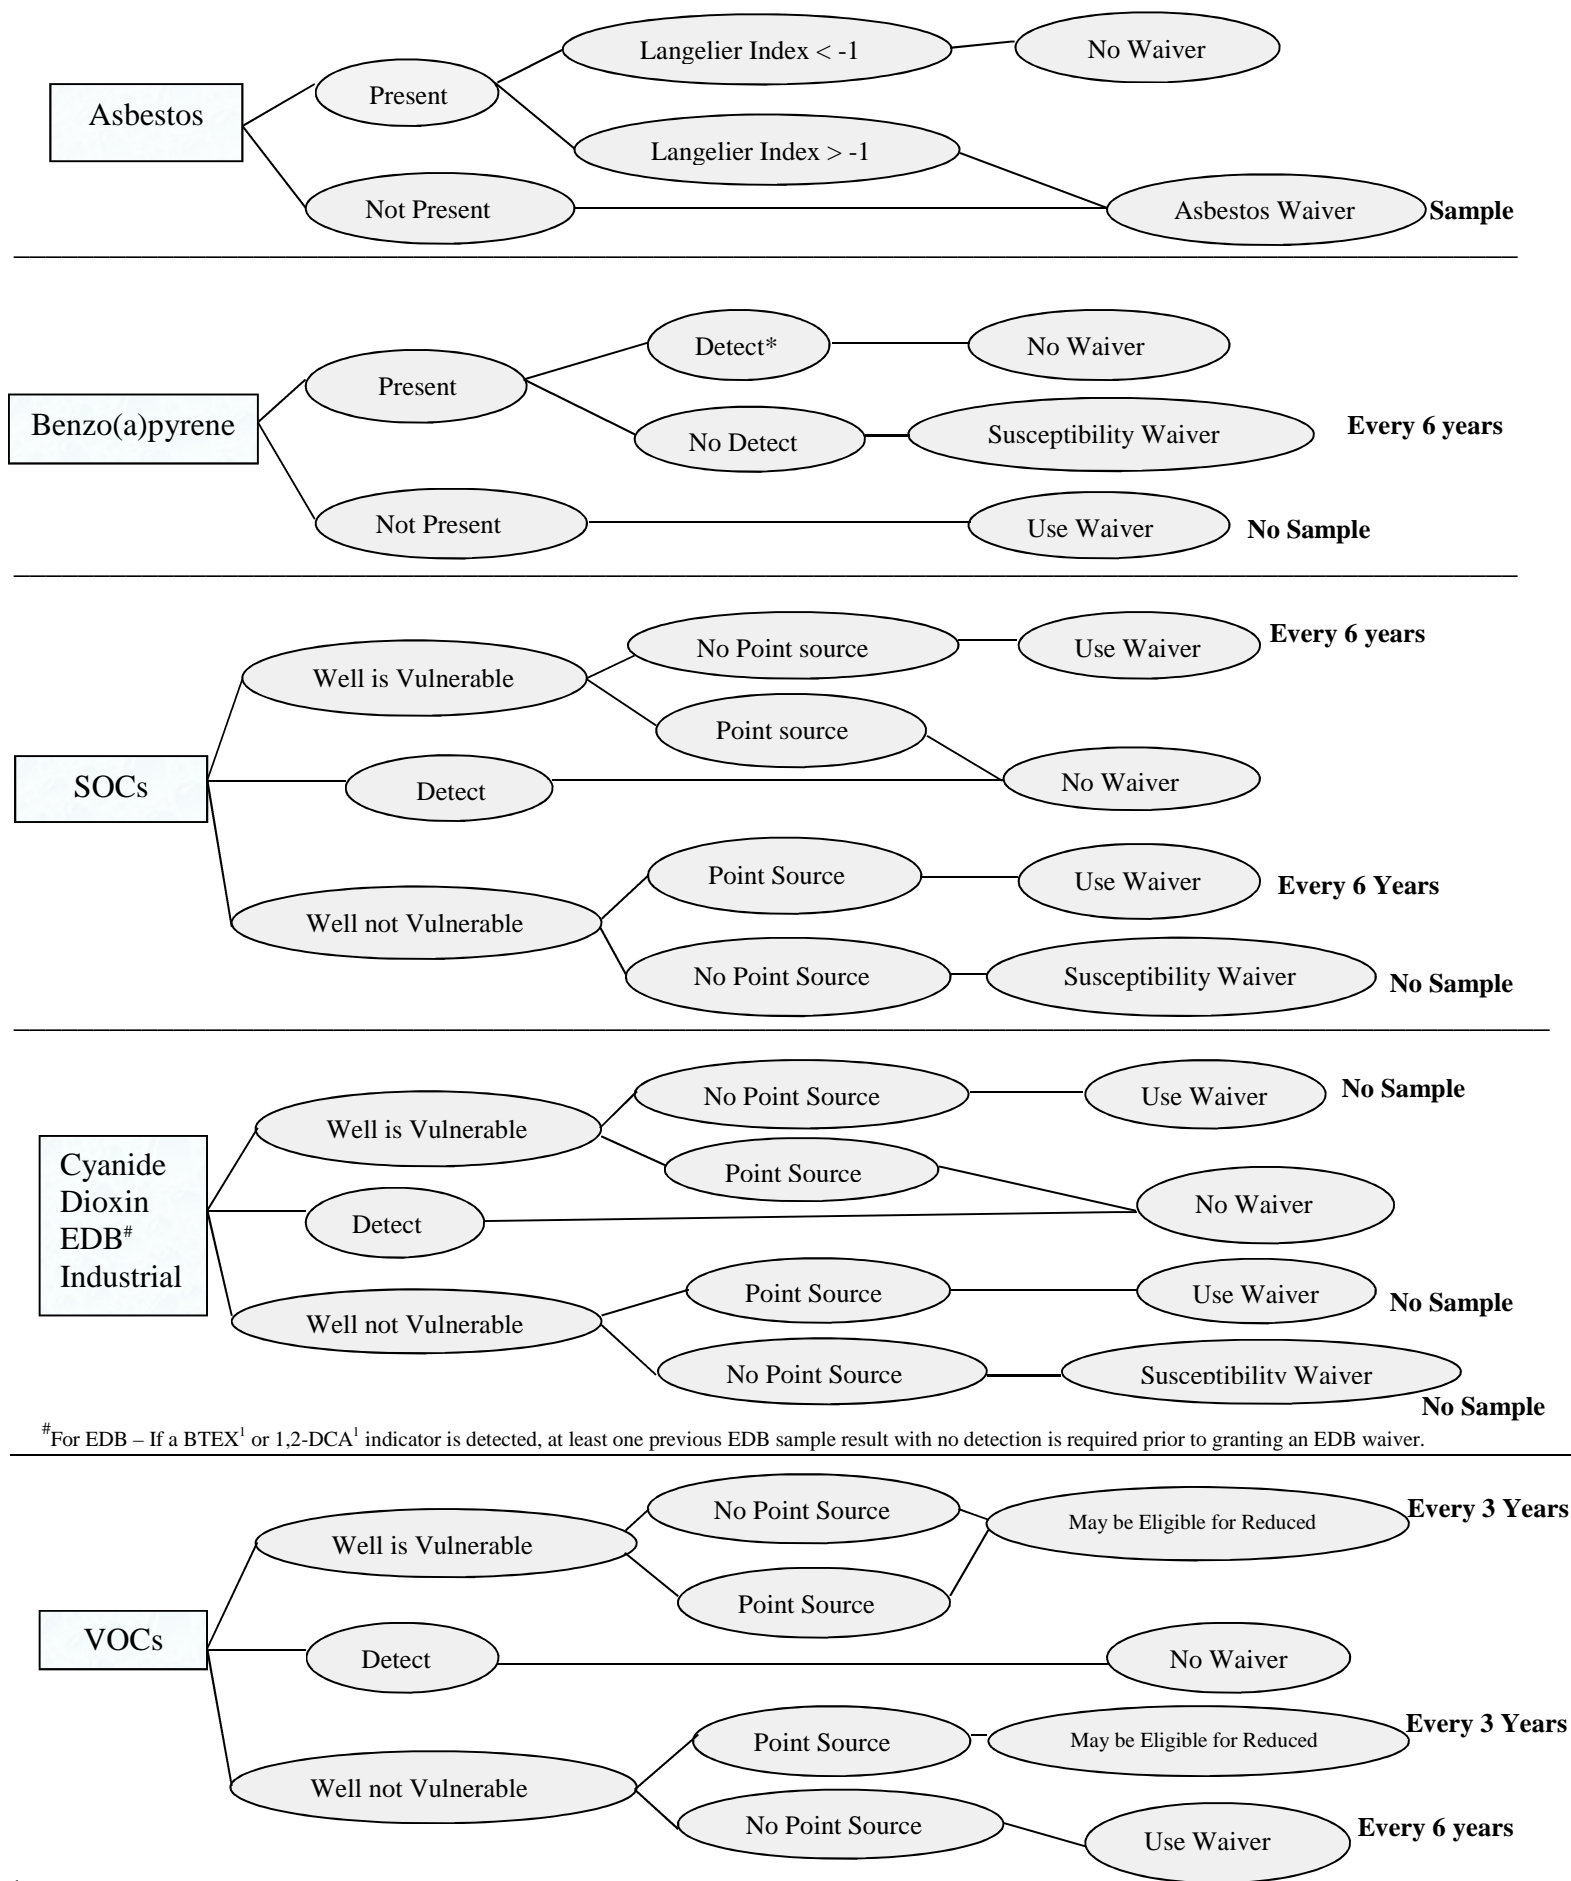 Langelier Index < -1
No Waiver
Present
Asbestos
Langelier Index > -1
Not Present
Asbestos Waiver
Sample
Detect*
No Waiver
Present
Benzo(a)pyrene
No Detect
Susceptibility Waiver
Every 6 years
Not Present
Use Waiver
No Sample
No Point source
Use Waiver
Every 6 years
Well is Vulnerable
Point source
SOCs
Detect
No Waiver
Point Source
Use Waiver
Every 6 Years
Well not Vulnerable
No Point Source
Susceptibility Waiver
No Sample
No Point Source
Use Waiver
No Sample
Well is Vulnerable
Point Source
Cyanide
Dioxin
EDB#
Industrial
Detect
No Waiver
Point Source
Use Waiver
No Sample
Well not Vulnerable
No Point Source
Susceptibility Waiver
No Sample
#For EDB – If a BTEX¹ or 1,2-DCA¹ indicator is detected, at least one previous EDB sample result with no detection is required prior to granting an EDB waiver.
No Point Source
May be Eligible for Reduced
Every 3 Years
Well is Vulnerable
Point Source
VOCs
Detect
No Waiver
Point Source
May be Eligible for Reduced
Every 3 Years
Well not Vulnerable
No Point Source
Use Waiver
Every 6 years